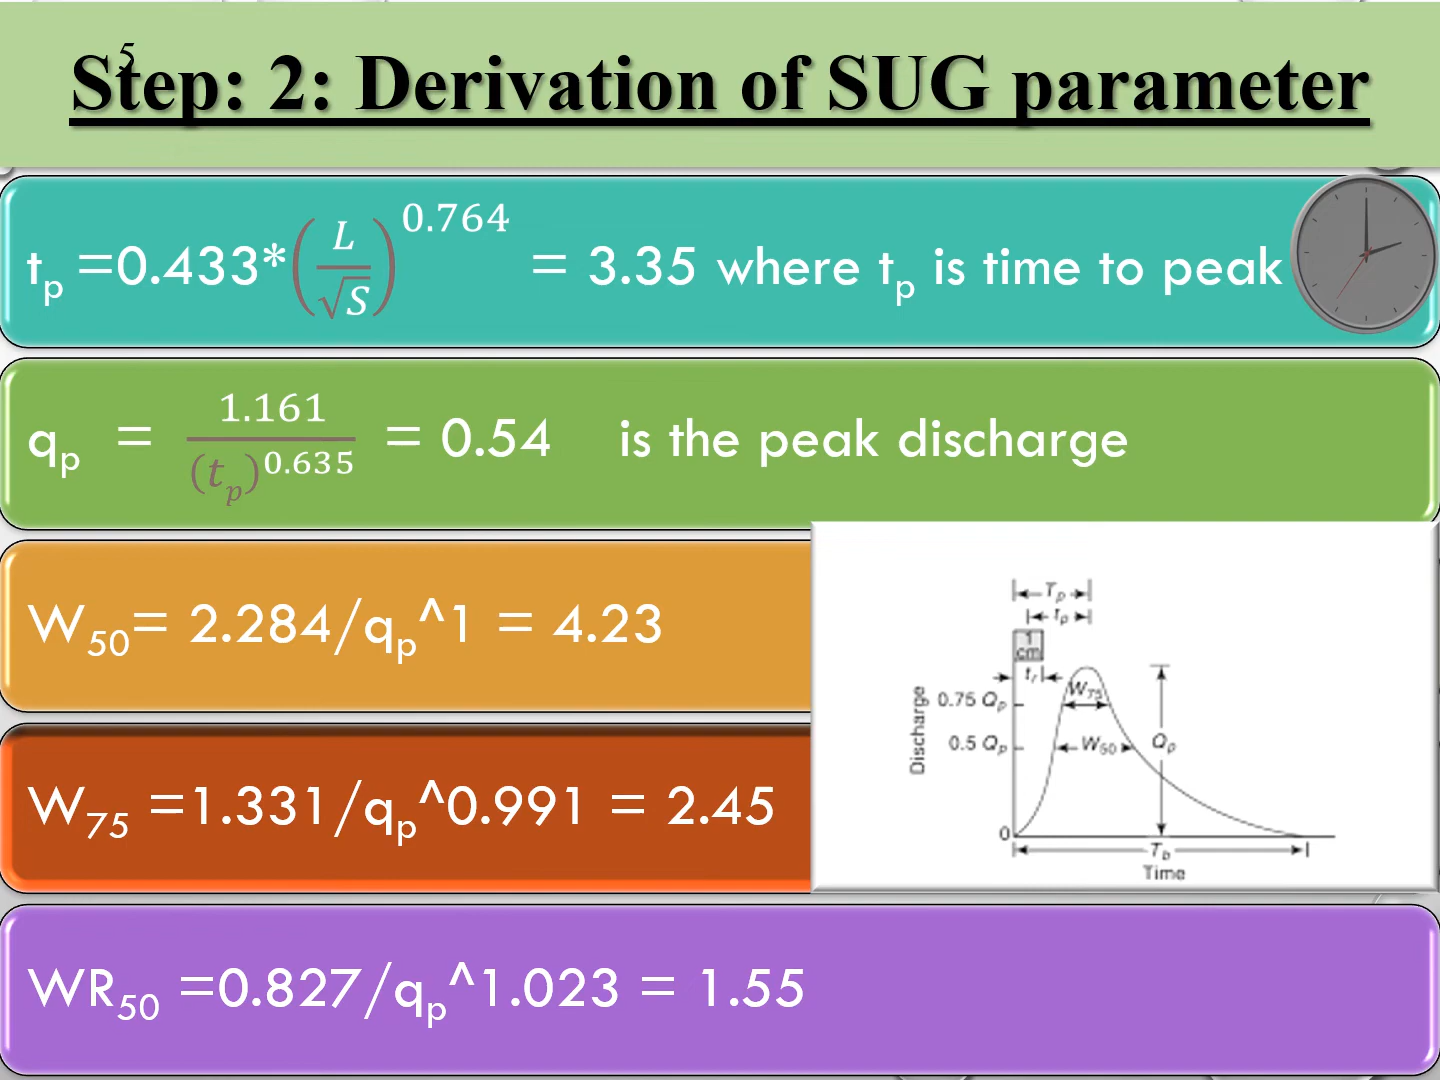 5
Step: 2: Derivation of SUG parameter
tp =0.433*(L/√S)^0.764 = 3.35 where tp is time to peak
qp = 1.161/(tp)^0.635 = 0.54 is the peak discharge
W50= 2.284/qp^1 = 4.23
W75 =1.331/qp^0.991 = 2.45
WR50 =0.827/qp^1.023 = 1.55
Tp
tp
1
cm
tr
W75
0.75 Qp
0.5 Qp
W50
Qp
Discharge
0
Tb
Time